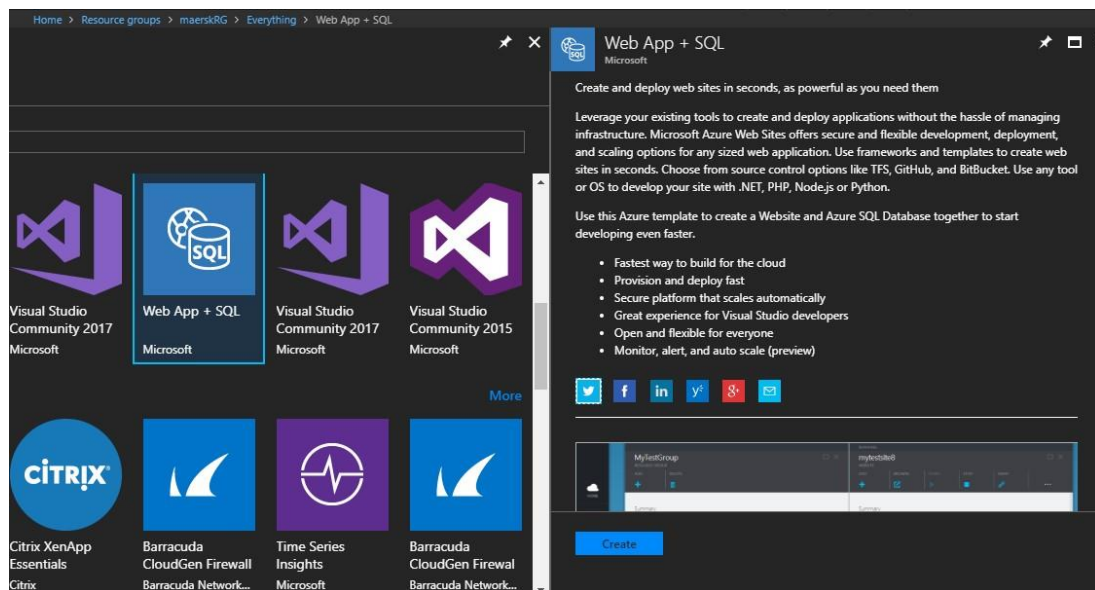 Home > Resource groups > maerskRG > Everything > Web App + SQL
Web App + SQL
Microsoft
Create and deploy web sites in seconds, as powerful as you need them
Leverage your existing tools to create and deploy applications without the hassle of managing
infrastructure. Microsoft Azure Web Sites offers secure and flexible development, deployment,
and scaling options for any sized web application. Use frameworks and templates to create web
sites in seconds. Choose from source control options like TFS, GitHub, and BitBucket. Use any tool
or OS to develop your site with .NET, PHP, Node.js or Python.
Use this Azure template to create a Website and Azure SQL Database together to start
developing even faster.
• Fastest way to build for the cloud
• Provision and deploy fast
• Secure platform that scales automatically
• Great experience for Visual Studio developers
• Open and flexible for everyone
• Monitor, alert, and auto scale (preview)
f in y 8+
MyTestGroup
mytestsite8
Summary
Summary
Create
SQL
Visual Studio
Community 2017
Microsoft
Web App + SQL
Microsoft
Visual Studio
Community 2017
Microsoft
Visual Studio
Community 2015
Microsoft
More
CİTRIX
Citrix XenApp
Essentials
Citrix
Barracuda
CloudGen Firewall
Barracuda Network...
Time Series
Insights
Microsoft
Barracuda
CloudGen Firewal
Barracuda Network...